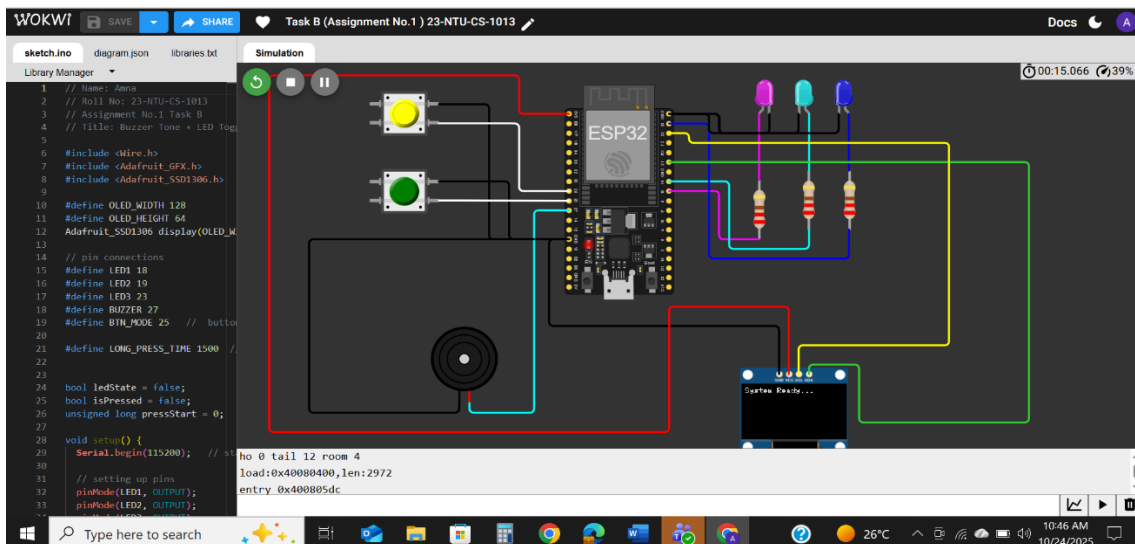 WOKWI SAVE SHARE Task B (Assignment No.1 ) 23-NTU-CS-1013 Docs A
sketch.ino diagram.json libraries.txt Simulation
Library Manager
00:15.066 39%
1 // Name: Amna
2 // Roll No: 23-NTU-CS-1013
3 // Assignment No.1 Task B
4 // Title: Buzzer Tone + LED Tog
5
6 #include <Wire.h>
7 #include <Adafruit_GFX.h>
8 #include <Adafruit_SSD1306.h>
9
10 #define OLED_WIDTH 128
11 #define OLED_HEIGHT 64
12 Adafruit_SSD1306 display(OLED_W
13
14 // pin connections
15 #define LED1 18
16 #define LED2 19
17 #define LED3 23
18 #define BUZZER 27
19 #define BTN_MODE 25 // butto
20
21 #define LONG_PRESS_TIME 1500 /
22
23
24 bool ledState = false;
25 bool isPressed = false;
26 unsigned long pressStart = 0;
27
28 void setup() {
29 Serial.begin(115200); // st
30
31 // setting up pins
32 pinMode(LED1, OUTPUT);
33 pinMode(LED2, OUTPUT);
ESP32
System Ready...
ho 0 tail 12 room 4
load:0x40080400,len:2972
entry 0x400805dc
Type here to search
26°C
10:46 AM
10/24/2025